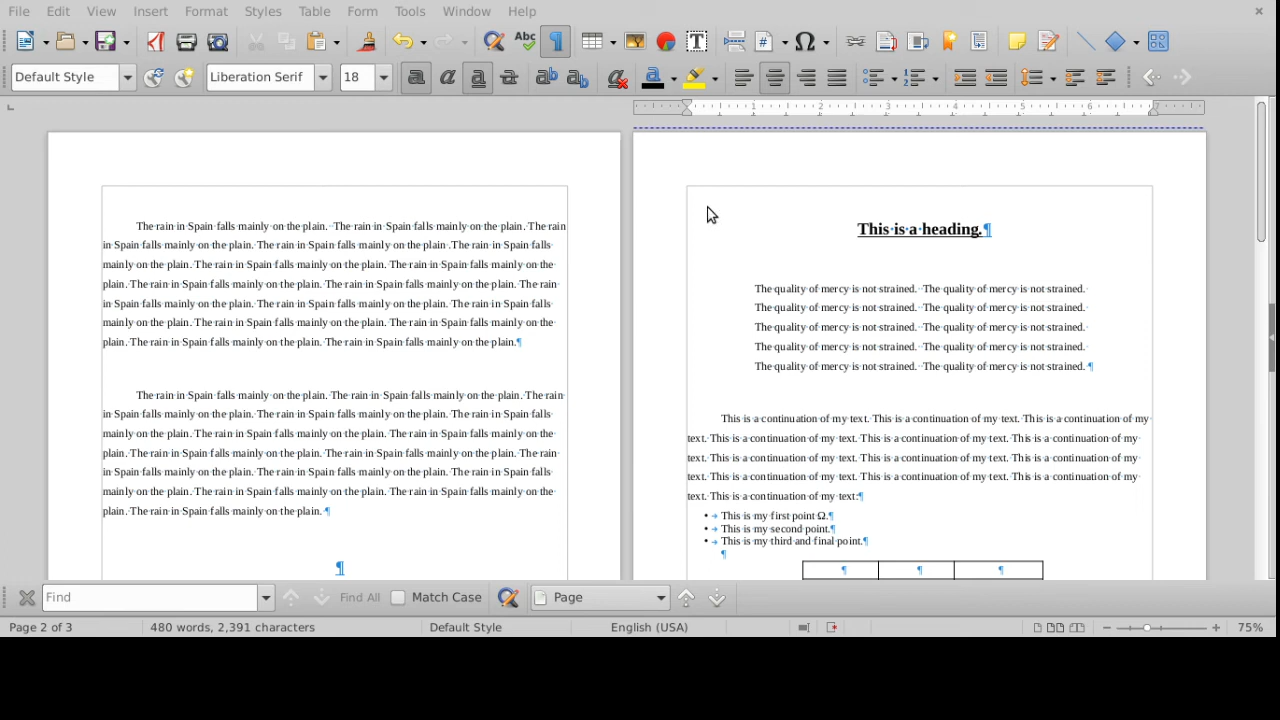 File Edit View Insert Format Styles Table Form Tools Window Help
Default Style Liberation Serif 18
1 2 3 4 5 6 7
The rain in Spain falls mainly on the plain. The rain in Spain falls mainly on the plain. The rain
in Spain falls mainly on the plain. The rain in Spain falls mainly on the plain .The rain in Spain falls
mainly on the plain. The rain in Spain falls mainly on the plain. The rain in Spain falls mainly on the
plain. The rain in Spain falls mainly on the plain. The rain in Spain falls mainly on the plain. The rain
in Spain falls mainly on the plain. The rain in Spain falls mainly on the plain. The rain in Spain falls
mainly on the plain. The rain in Spain falls mainly on the plain. The rain in Spain falls mainly on the
plain. The rain in Spain falls mainly on the plain. The rain in Spain falls mainly on the plain.¶
The rain in Spain falls mainly on the plain. The rain in Spain falls mainly on the plain. The rain
in Spain falls mainly on the plain. The rain in Spain falls mainly on the plain. The rain in Spain falls
mainly on the plain. The rain in Spain falls mainly on the plain. The rain in Spain falls mainly on the
plain. The rain in Spain falls mainly on the plain. The rain in Spain falls mainly on the plain. The rain
in Spain falls mainly on the plain. The rain in Spain falls mainly on the plain. The rain in Spain falls
mainly on the plain. The rain in Spain falls mainly on the plain. The rain in Spain falls mainly on the
plain. The rain in Spain falls mainly on the plain. ¶
¶
This is a heading.¶
The quality of mercy is not strained. The quality of mercy is not strained.
The quality of mercy is not strained. The quality of mercy is not strained.
The quality of mercy is not strained. The quality of mercy is not strained.
The quality of mercy is not strained. The quality of mercy is not strained.
The quality of mercy is not strained. The quality of mercy is not strained. ¶
This is a continuation of my text. This is a continuation of my text. This is a continuation of my
text. This is a continuation of my text. This is a continuation of my text. This is a continuation of my
text. This is a continuation of my text. This is a continuation of my text. This is a continuation of my
text. This is a continuation of my text. This is a continuation of my text. This is a continuation of my
text. This is a continuation of my text:¶
• This is my first point Ω.¶
• This is my second point.¶
• This is my third and final point.¶
¶
¶ ¶ ¶
Find Find All Match Case Page
Page 2 of 3 480 words, 2,391 characters Default Style English (USA) 75%